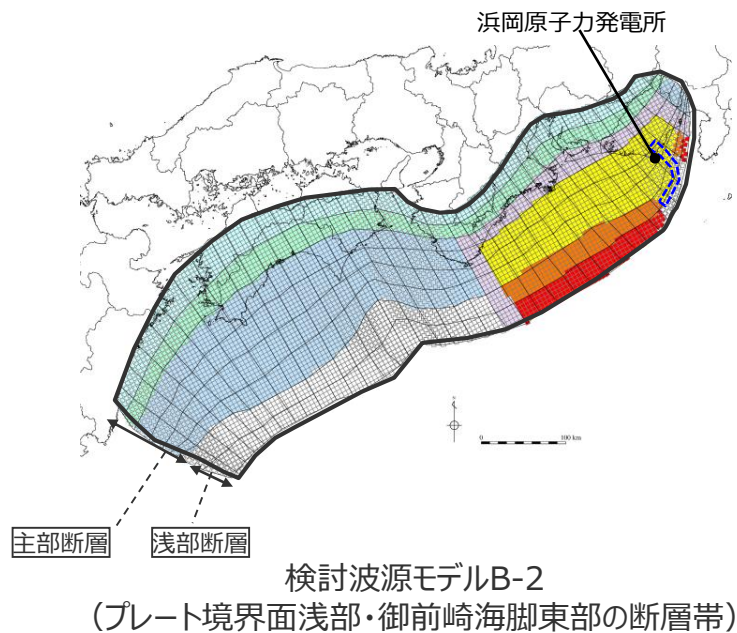 浜岡原子力発電所
0 100 km
主部断層
浅部断層
検討波源モデルB-2
（プレート境界面浅部・御前崎海脚東部の断層帯）